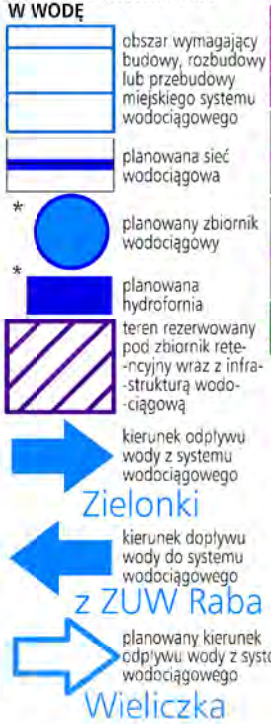 W WODĘ
obszar wymagający
budowy, rozbudowy
lub przebudowy
miejskiego systemu
wodociągowego
planowana sieć
wodociągowa
*
planowany zbiornik
wodociągowy
*
planowana
hydrofornia
teren rezerwowany
pod zbiornik rete-
-ncyjny wraz z infra-
-strukturą wodo-
-ciągową
kierunek odpływu
wody z systemu
wodociągowego
Zielonki
kierunek dopływu
wody do systemu
wodociągowego
z ZUW Raba
planowany kierunek
odpływu wody z syst
wodociągowego
Wieliczka